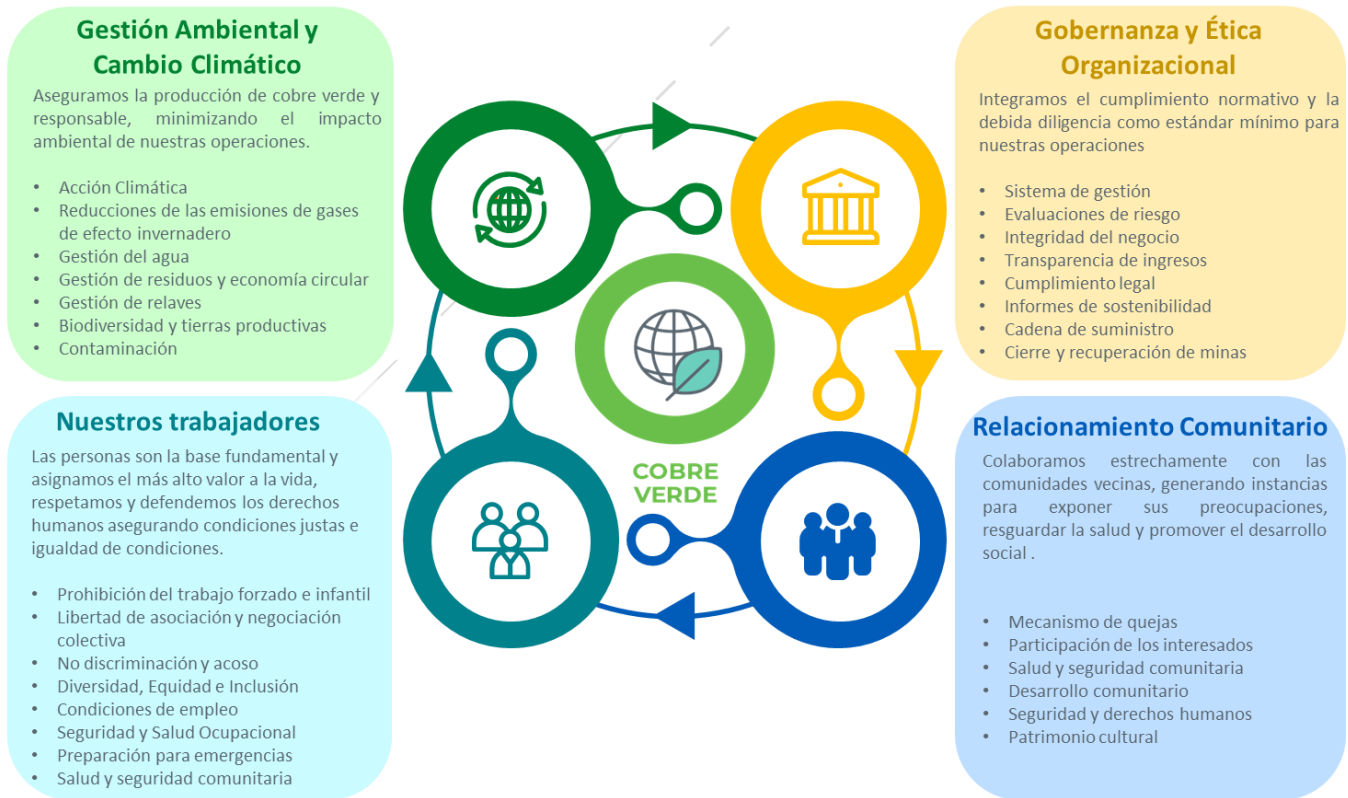 Gestión Ambiental y
Cambio Climático
Aseguramos la producción de cobre verde y
responsable, minimizando el impacto
ambiental de nuestras operaciones.
• Acción Climática
• Reducciones de las emisiones de gases
de efecto invernadero
• Gestión del agua
• Gestión de residuos y economía circular
• Gestión de relaves
• Biodiversidad y tierras productivas
• Contaminación
Gobernanza y Ética
Organizacional
Integramos el cumplimiento normativo y la
debida diligencia como estándar mínimo para
nuestras operaciones
• Sistema de gestión
• Evaluaciones de riesgo
• Integridad del negocio
• Transparencia de ingresos
• Cumplimiento legal
• Informes de sostenibilidad
• Cadena de suministro
• Cierre y recuperación de minas
COBRE
VERDE
Nuestros trabajadores
Las personas son la base fundamental y
asignamos el más alto valor a la vida,
respetamos y defendemos los derechos
humanos asegurando condiciones justas e
igualdad de condiciones.
• Prohibición del trabajo forzado e infantil
• Libertad de asociación y negociación
colectiva
• No discriminación y acoso
• Diversidad, Equidad e Inclusión
• Condiciones de empleo
• Seguridad y Salud Ocupacional
• Preparación para emergencias
• Salud y seguridad comunitaria
Relacionamiento Comunitario
Colaboramos estrechamente con las
comunidades vecinas, generando instancias
para exponer sus preocupaciones,
resguardar la salud y promover el desarrollo
social .
• Mecanismo de quejas
• Participación de los interesados
• Salud y seguridad comunitaria
• Desarrollo comunitario
• Seguridad y derechos humanos
• Patrimonio cultural